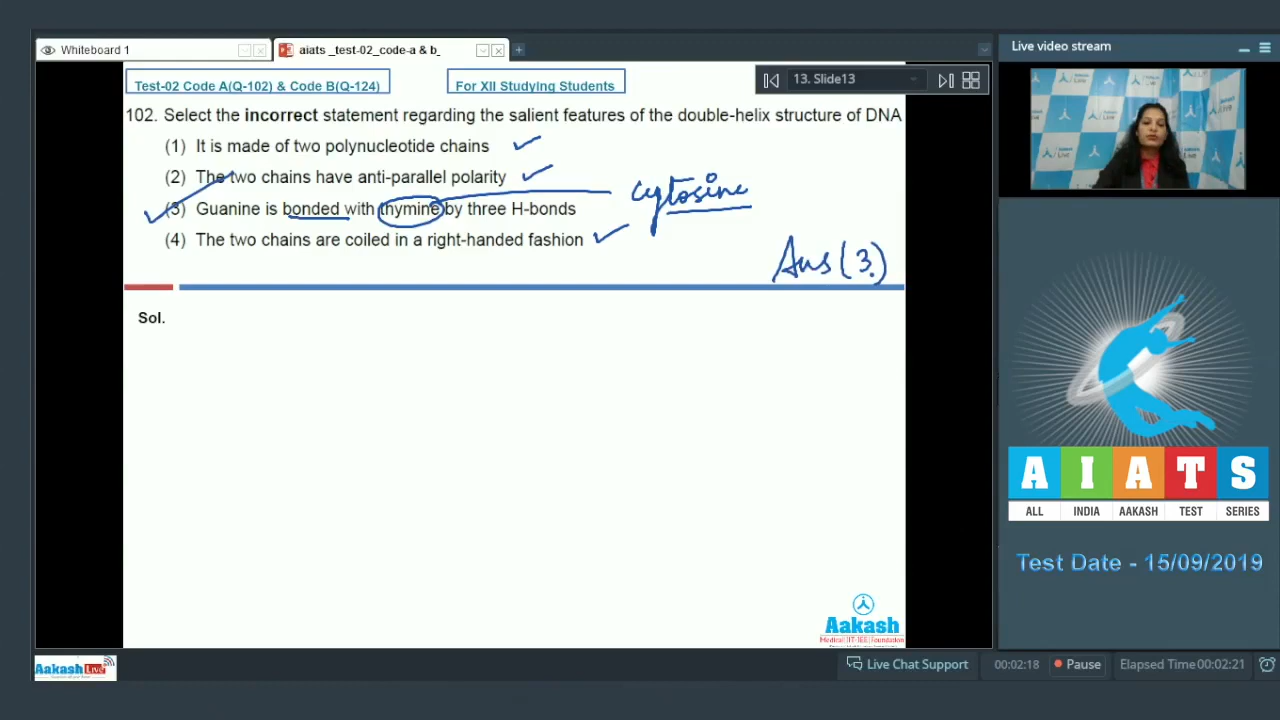 Whiteboard 1
aiats _test-02_code-a & b_
Live video stream
Test-02 Code A(Q-102) & Code B(Q-124)
For XII Studying Students
13. Slide13
102. Select the incorrect statement regarding the salient features of the double-helix structure of DNA
(1) It is made of two polynucleotide chains
(2) The two chains have anti-parallel polarity
cytosine
(3) Guanine is bonded with thymine by three H-bonds
(4) The two chains are coiled in a right-handed fashion
Ans (3.)
Sol.
A I A T S
ALL INDIA AAKASH TEST SERIES
Test Date - 15/09/2019
Aakash
Medical|IIT-JEE|Foundations
Aakash Live
Live Chat Support
00:02:18
Pause
Elapsed Time 00:02:21